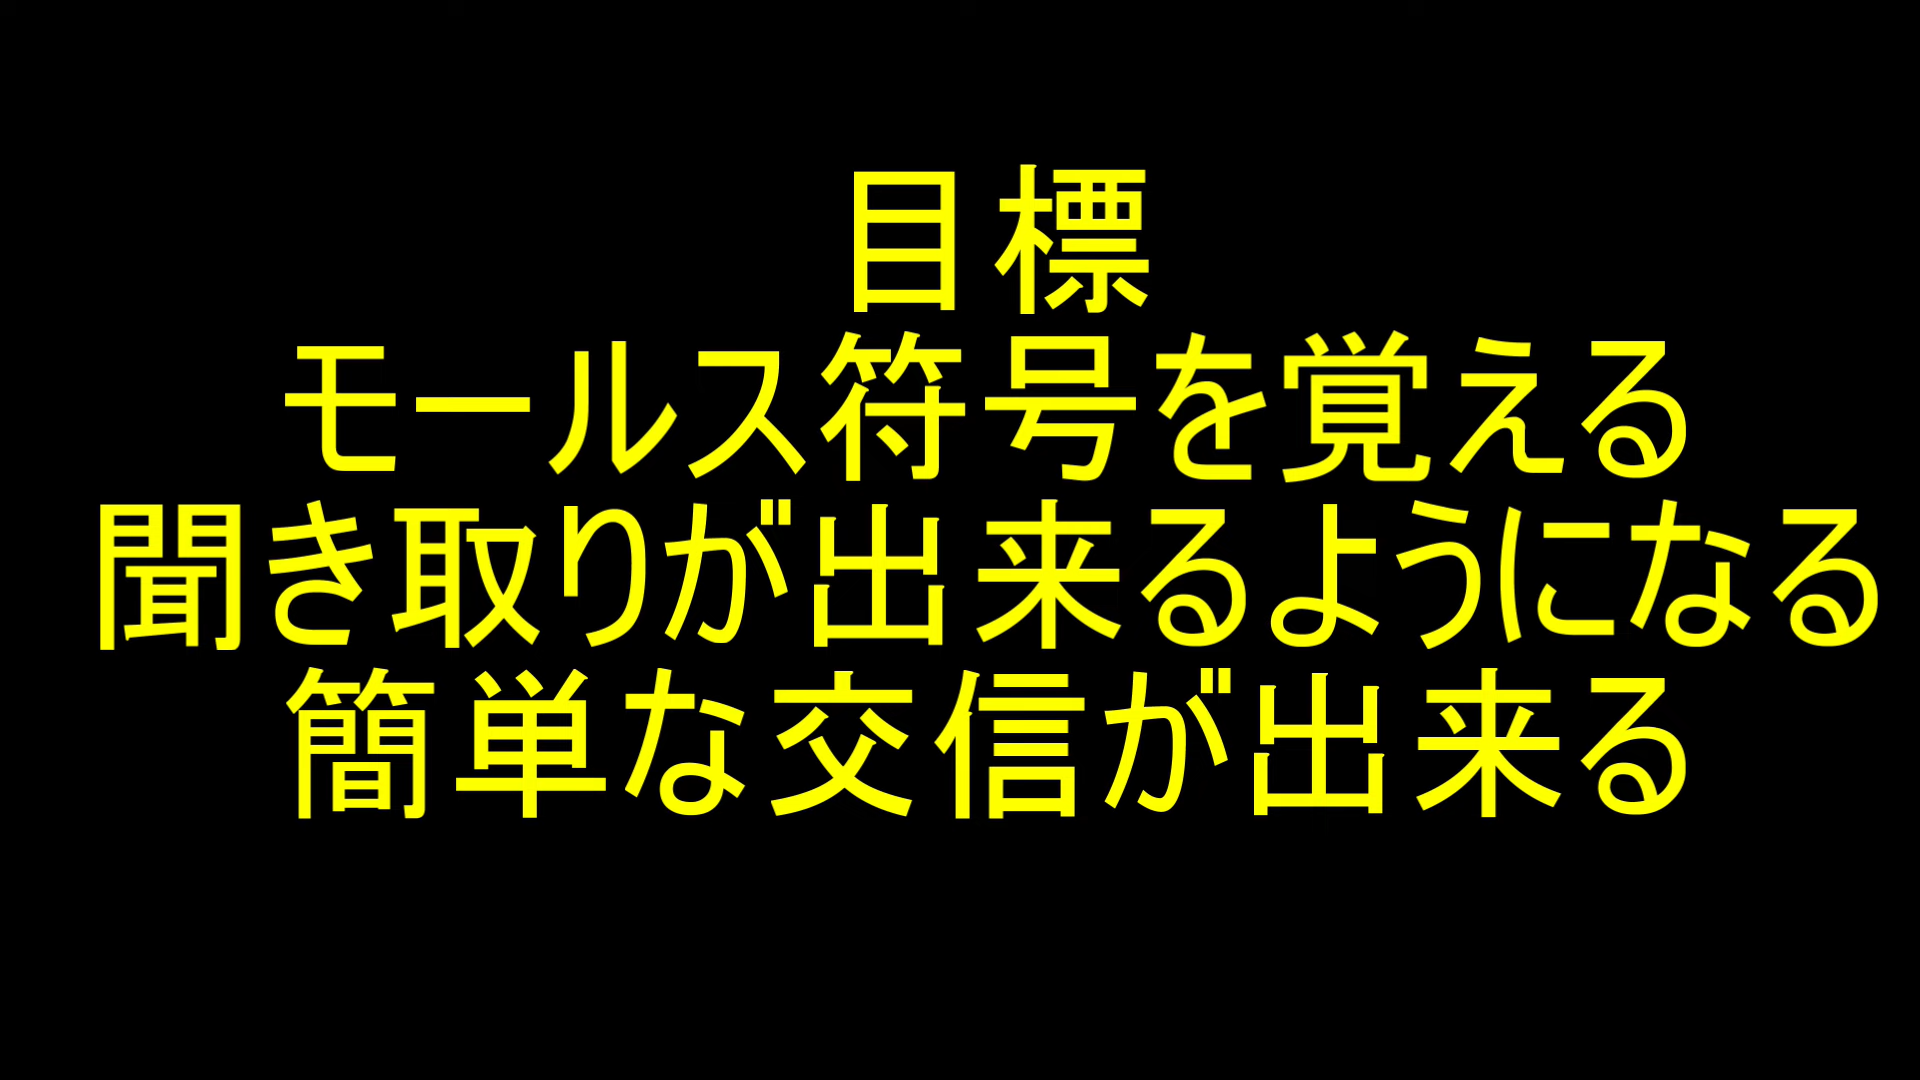 目標
モールス符号を覚える
聞き取りが出来るようになる
簡単な交信が出来る